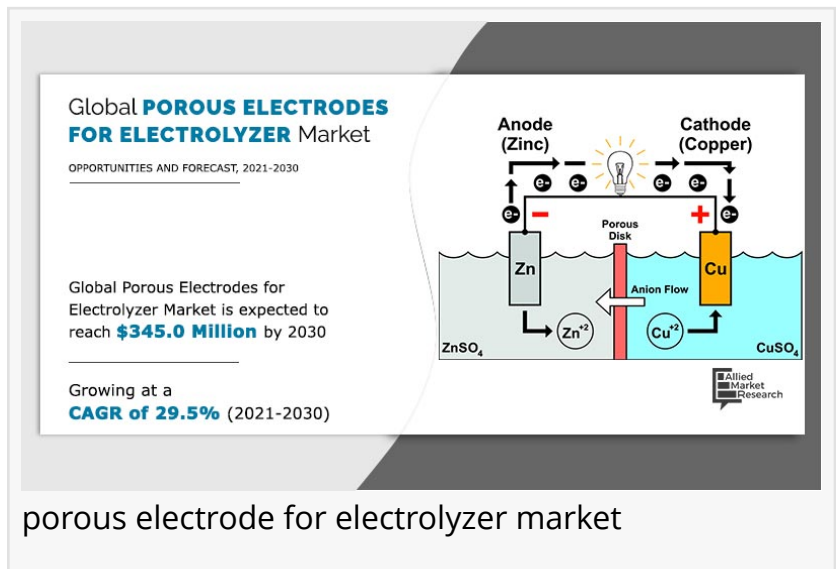 Global POROUS ELECTRODES
FOR ELECTROLYZER Market
OPPORTUNITIES AND FORECAST, 2021-2030
Global Porous Electrodes for
Electrolyzer Market is expected to
reach $345.0 Million by 2030
Growing at a
CAGR of 29.5% (2021-2030)
Anode
(Zinc)
Cathode
(Copper)
e- e- e- e-
e- − + e-
Porous
Disk
Zn
Cu
Anion Flow
Zn+2
Cu+2
ZnSO4
CuSO4
Allied
Market
Research
porous electrode for electrolyzer market